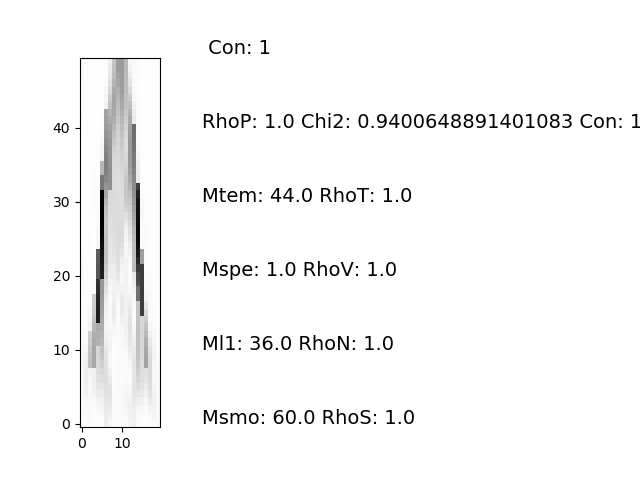 Con: 1
RhoP: 1.0 Chi2: 0.9400648891401083 Con: 1
40
Mtem: 44.0 RhoT: 1.0
30
Mspe: 1.0 RhoV: 1.0
20
Ml1: 36.0 RhoN: 1.0
10
Msmo: 60.0 RhoS: 1.0
0
0 10